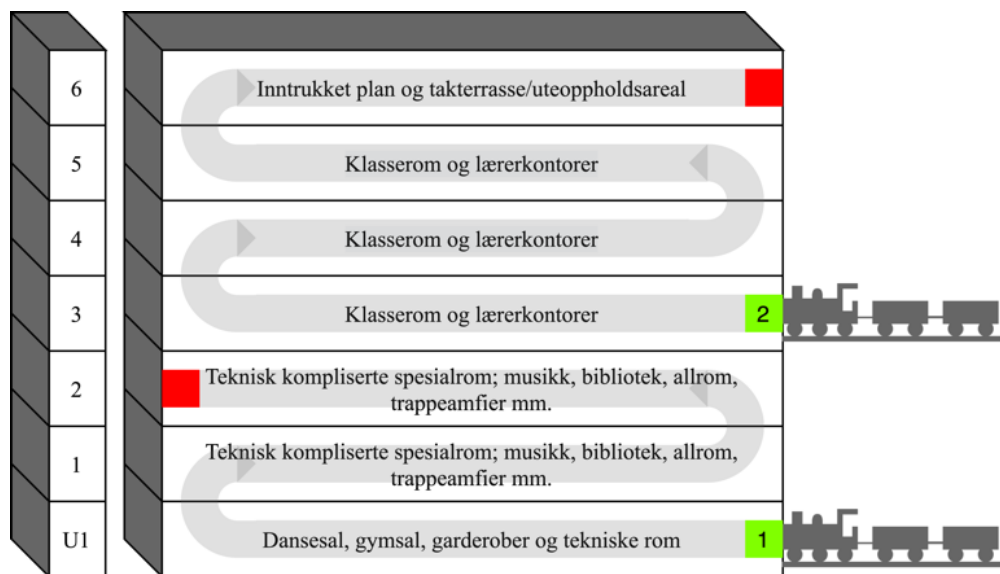 6
Inntrukket plan og takterrasse/uteoppholdsareal
5
Klasserom og lærerkontorer
4
Klasserom og lærerkontorer
3
Klasserom og lærerkontorer
2
2
Teknisk kompliserte spesialrom; musikk, bibliotek, allrom,
trappeamfier mm.
1
Teknisk kompliserte spesialrom; musikk, bibliotek, allrom,
trappeamfier mm.
U1
Dansesal, gymsal, garderober og tekniske rom
1